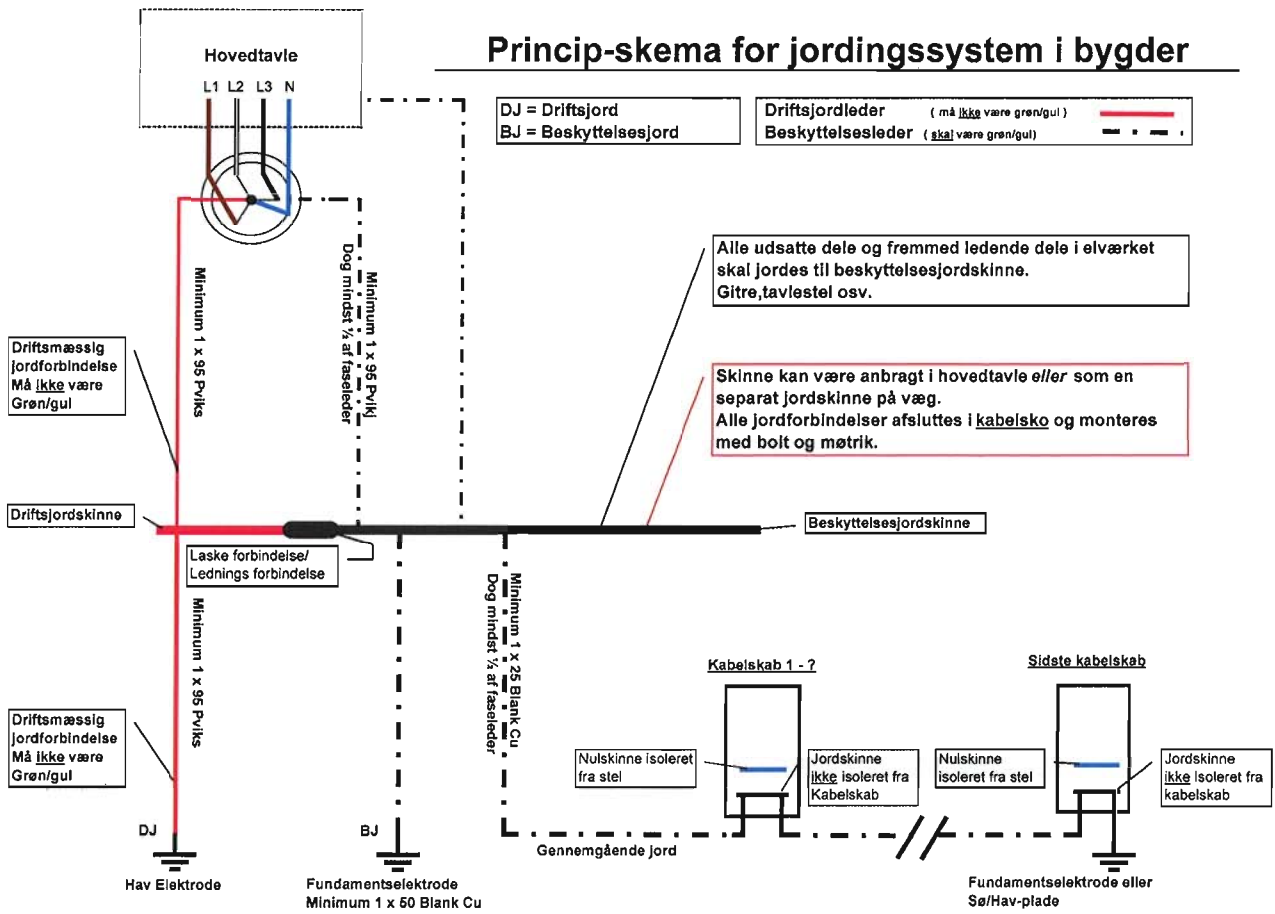 Hovedtavle
L1 L2 L3 N
Princip-skema for jordingssystem i bygder
DJ = Driftsjord
BJ = Beskyttelsesjord
Driftsjordleder ( må ikke være grøn/gul )
Beskyttelsesleder ( skal være grøn/gul)
Minimum 1 x 95 Pviks
Minimum 1 x 95 Pvikj
Dog mindst ½ af faseleder
Alle udsatte dele og fremmed ledende dele i elværket
skal jordes til beskyttelsesjordskinne.
Gitre,tavlestel osv.
Driftsmæssig
jordforbindelse
Må ikke være
Grøn/gul
Skinne kan være anbragt i hovedtavle eller som en
separat jordskinne på væg.
Alle jordforbindelser afsluttes i kabelsko og monteres
med bolt og møtrik.
Driftsjordskinne
Beskyttelsesjordskinne
Laske forbindelse/
Lednings forbindelse
Minimum 1 x 95 Pviks
Minimum 1 x 25 Blank Cu
Dog mindst ½ af faseleder
Driftsmæssig
jordforbindelse
Må ikke være
Grøn/gul
Kabelskab 1 - ?
Nulskinne isoleret
fra stel
Jordskinne
ikke isoleret fra
Kabelskab
Sidste kabelskab
Nulskinne
isoleret fra stel
Jordskinne
ikke isoleret fra
kabelskab
DJ
Hav Elektrode
BJ
Fundamentselektrode
Minimum 1 x 50 Blank Cu
Gennemgående jord
Fundamentselektrode eller
Sø/Hav-plade